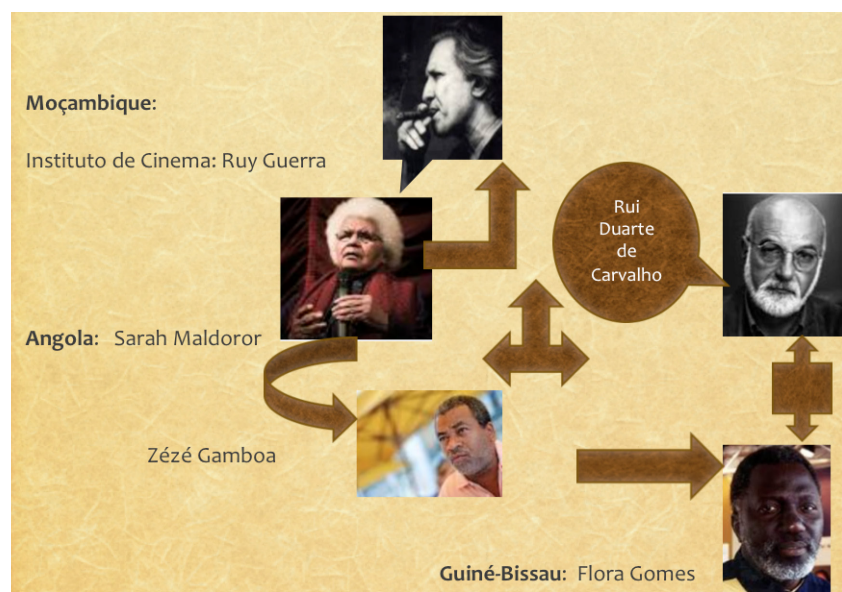 Moçambique:
Instituto de Cinema: Ruy Guerra
Rui
Duarte
de
Carvalho
Angola: Sarah Maldoror
Zézé Gamboa
Guiné-Bissau: Flora Gomes